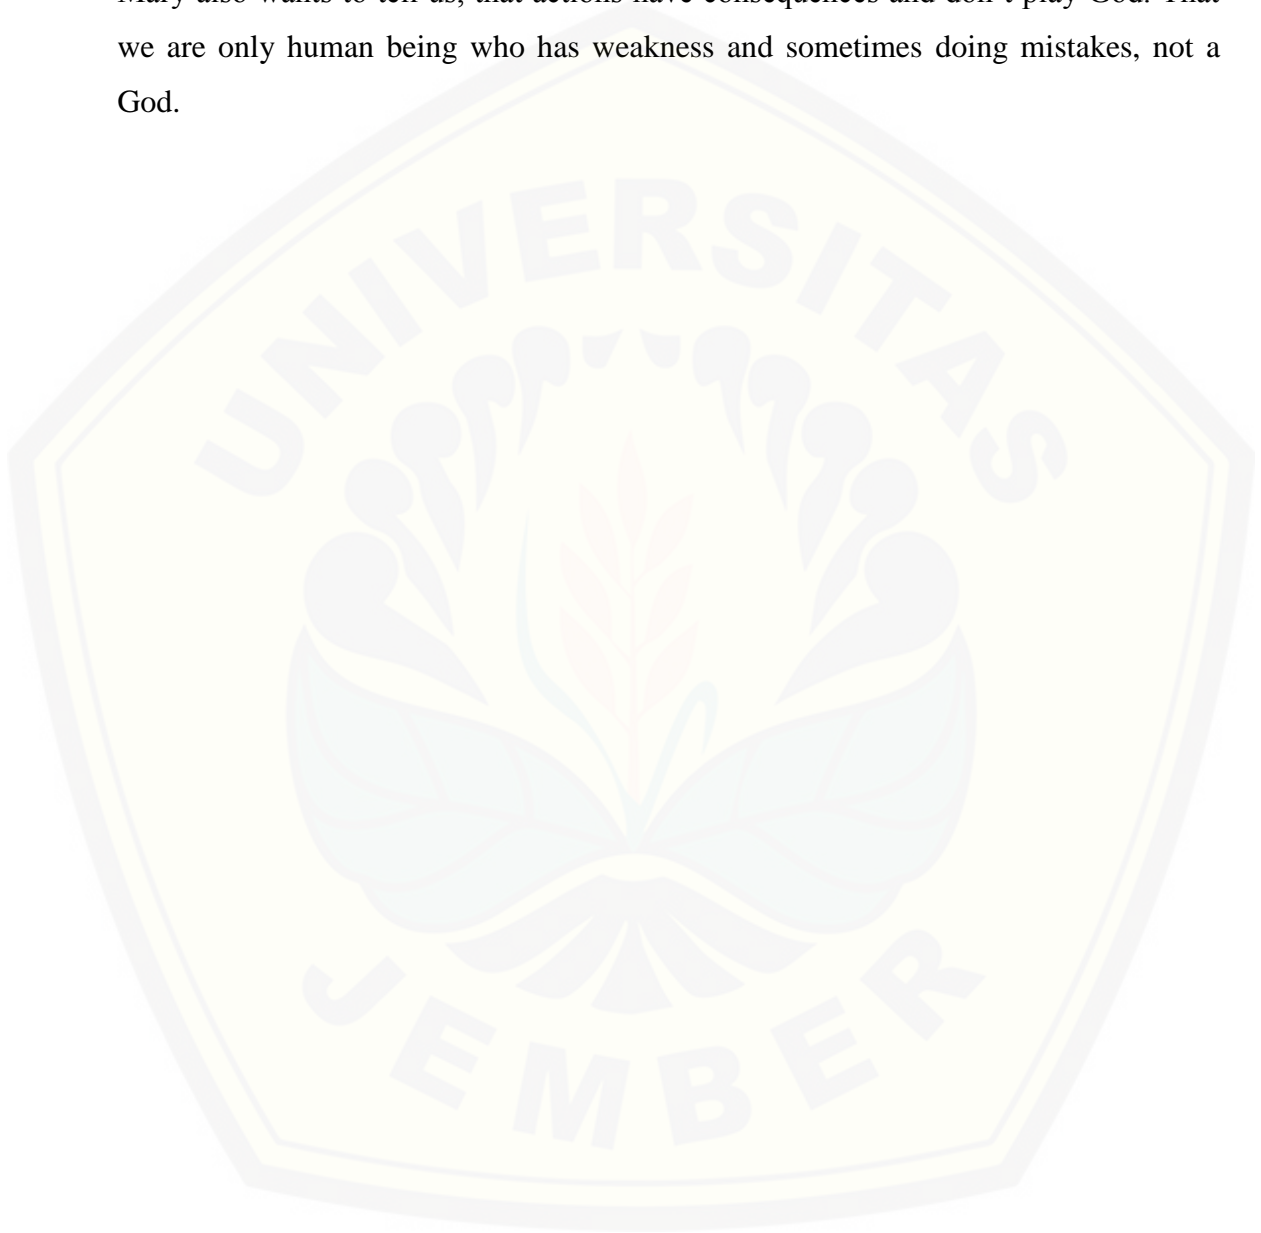 Mary also wants to tell us, that actions have consequences and don't play God. That
we are only human being who has weakness and sometimes doing mistakes, not a
God.
UNIVERSITAS
JEMBER